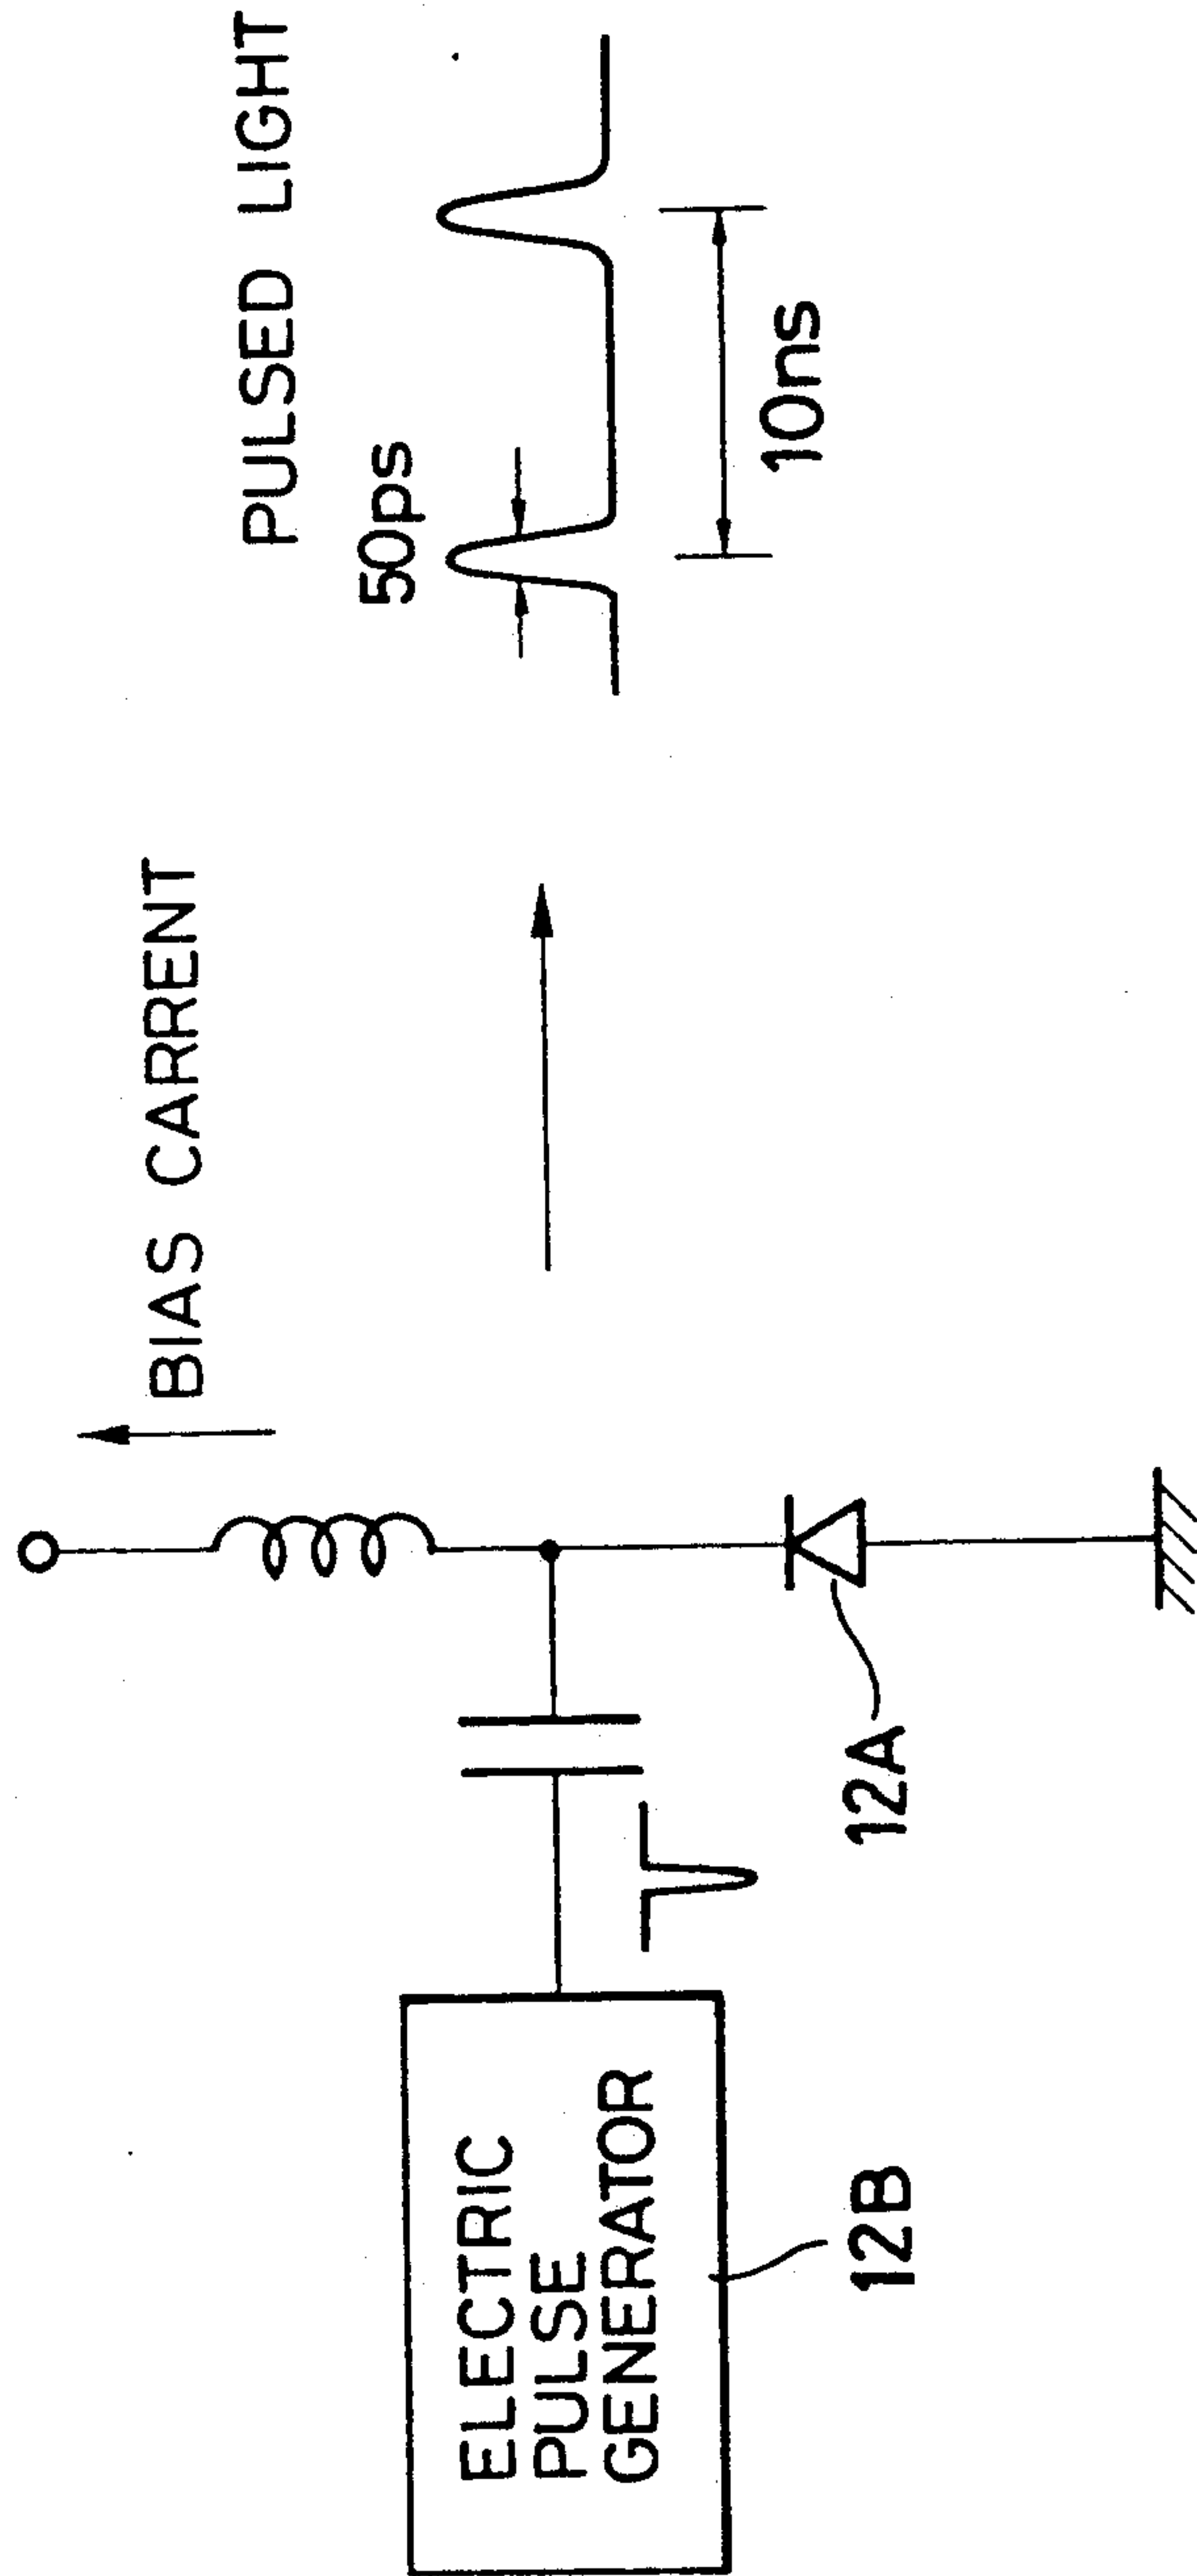 BIAS CARRENT
PULSED LIGHT
50ps
10ns
ELECTRIC
PULSE
GENERATOR
12A
12B